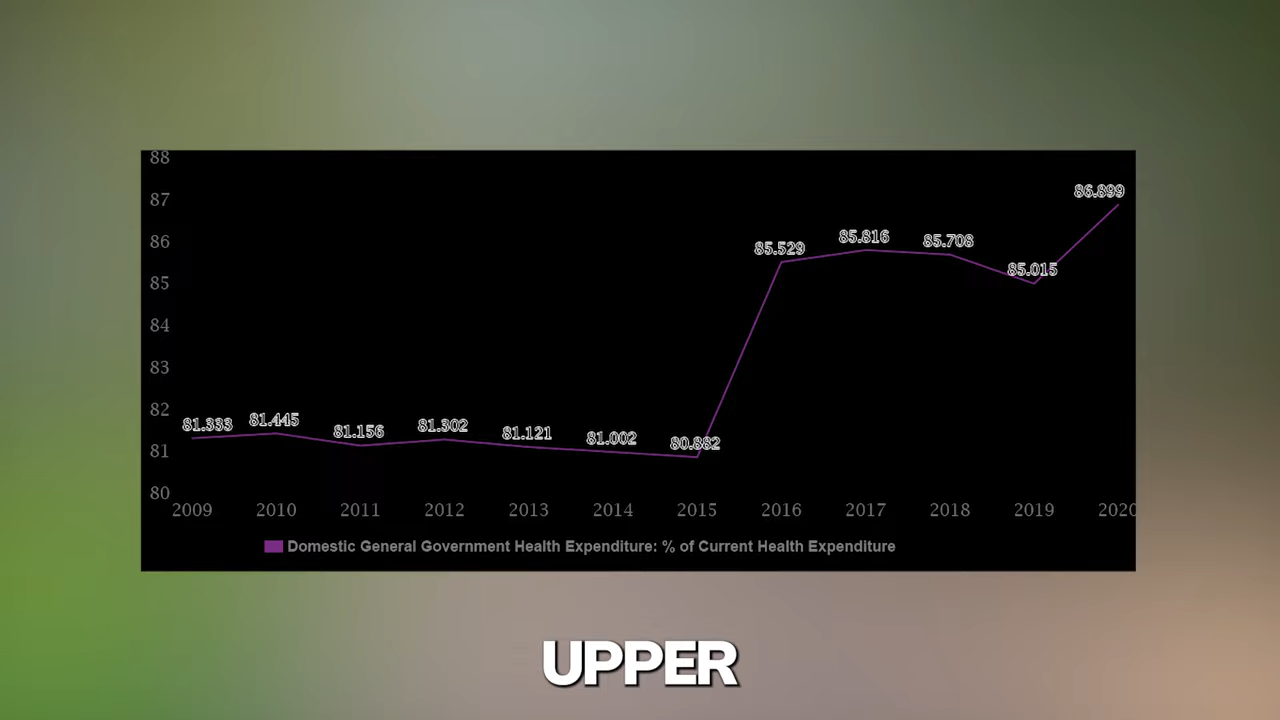 88
87
86
85
84
83
82
81
80
86.899
85.529 85.816 85.708
85.015
81.333 81.445 81.156 81.302 81.121 81.002 80.882
2009 2010 2011 2012 2013 2014 2015 2016 2017 2018 2019 2020
Domestic General Government Health Expenditure: % of Current Health Expenditure
UPPER